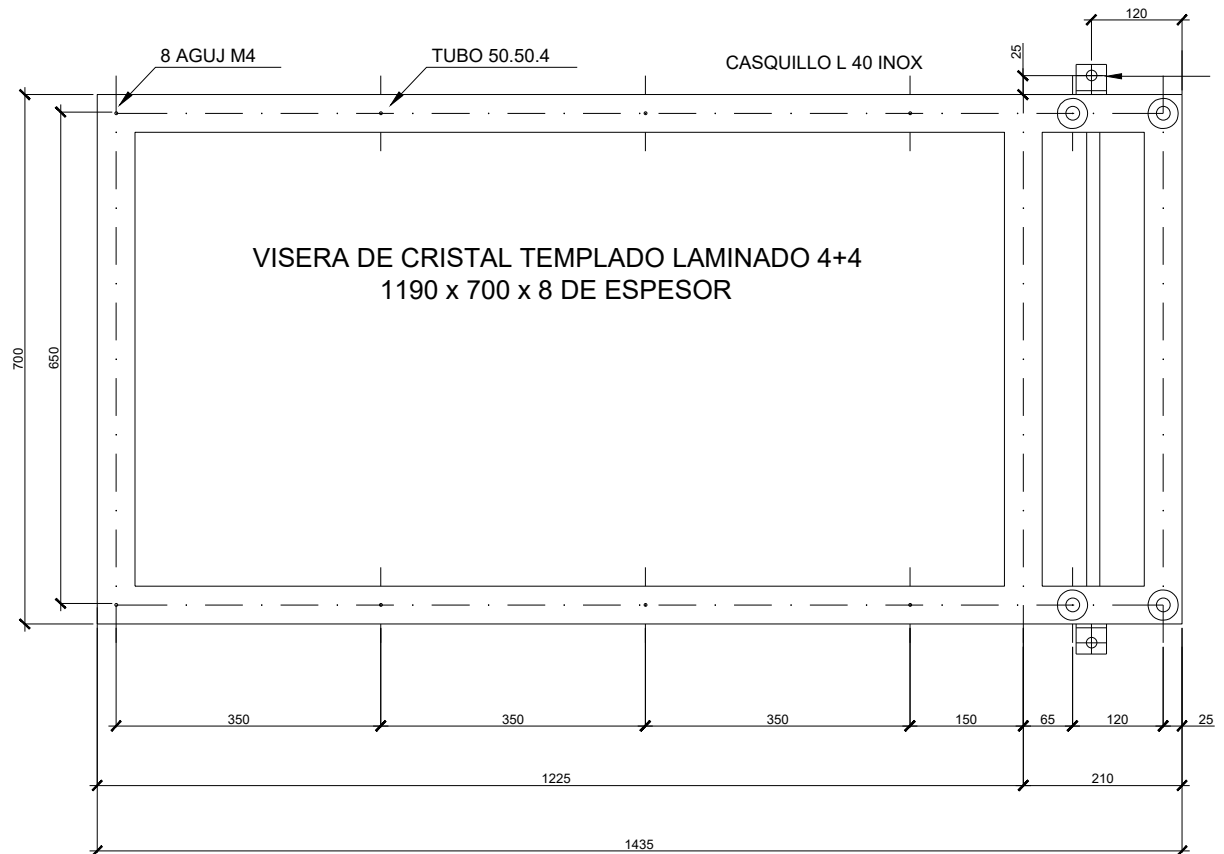 120
8 AGUJ M4
TUBO 50.50.4
CASQUILLO L 40 INOX
25
VISERA DE CRISTAL TEMPLADO LAMINADO 4+4
1190 x 700 x 8 DE ESPESOR
700
650
350
350
350
150
65
120
25
1225
210
1435